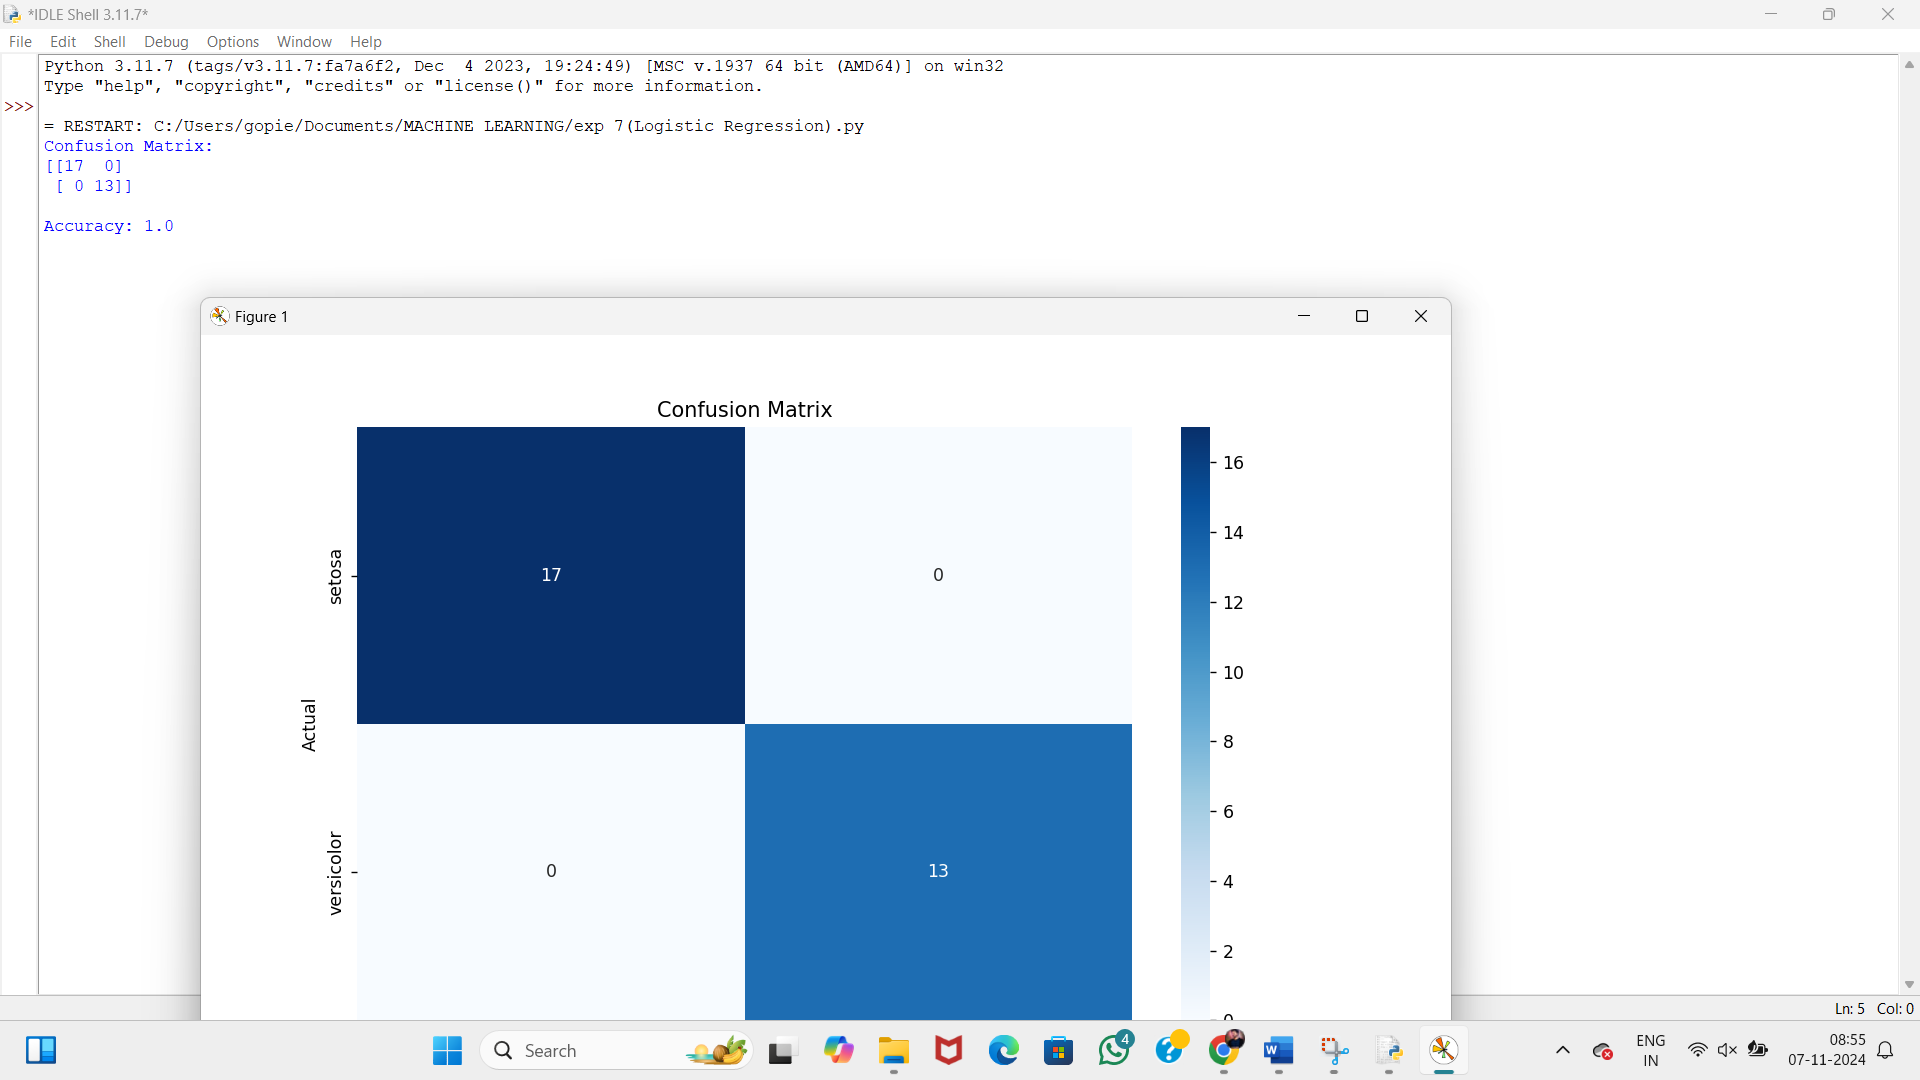 *IDLE Shell 3.11.7*
File Edit Shell Debug Options Window Help
Python 3.11.7 (tags/v3.11.7:fa7a6f2, Dec  4 2023, 19:24:49) [MSC v.1937 64 bit (AMD64)] on win32
Type "help", "copyright", "credits" or "license()" for more information.
>>>
= RESTART: C:/Users/gopie/Documents/MACHINE LEARNING/exp 7(Logistic Regression).py
Confusion Matrix:
[[17  0]
 [ 0 13]]
Accuracy: 1.0
Figure 1
Confusion Matrix
setosa
17
0
Actual
versicolor
0
13
16
14
12
10
8
6
4
2
0
Ln: 5 Col: 0
Search
4
W
ENG
IN
08:55
07-11-2024